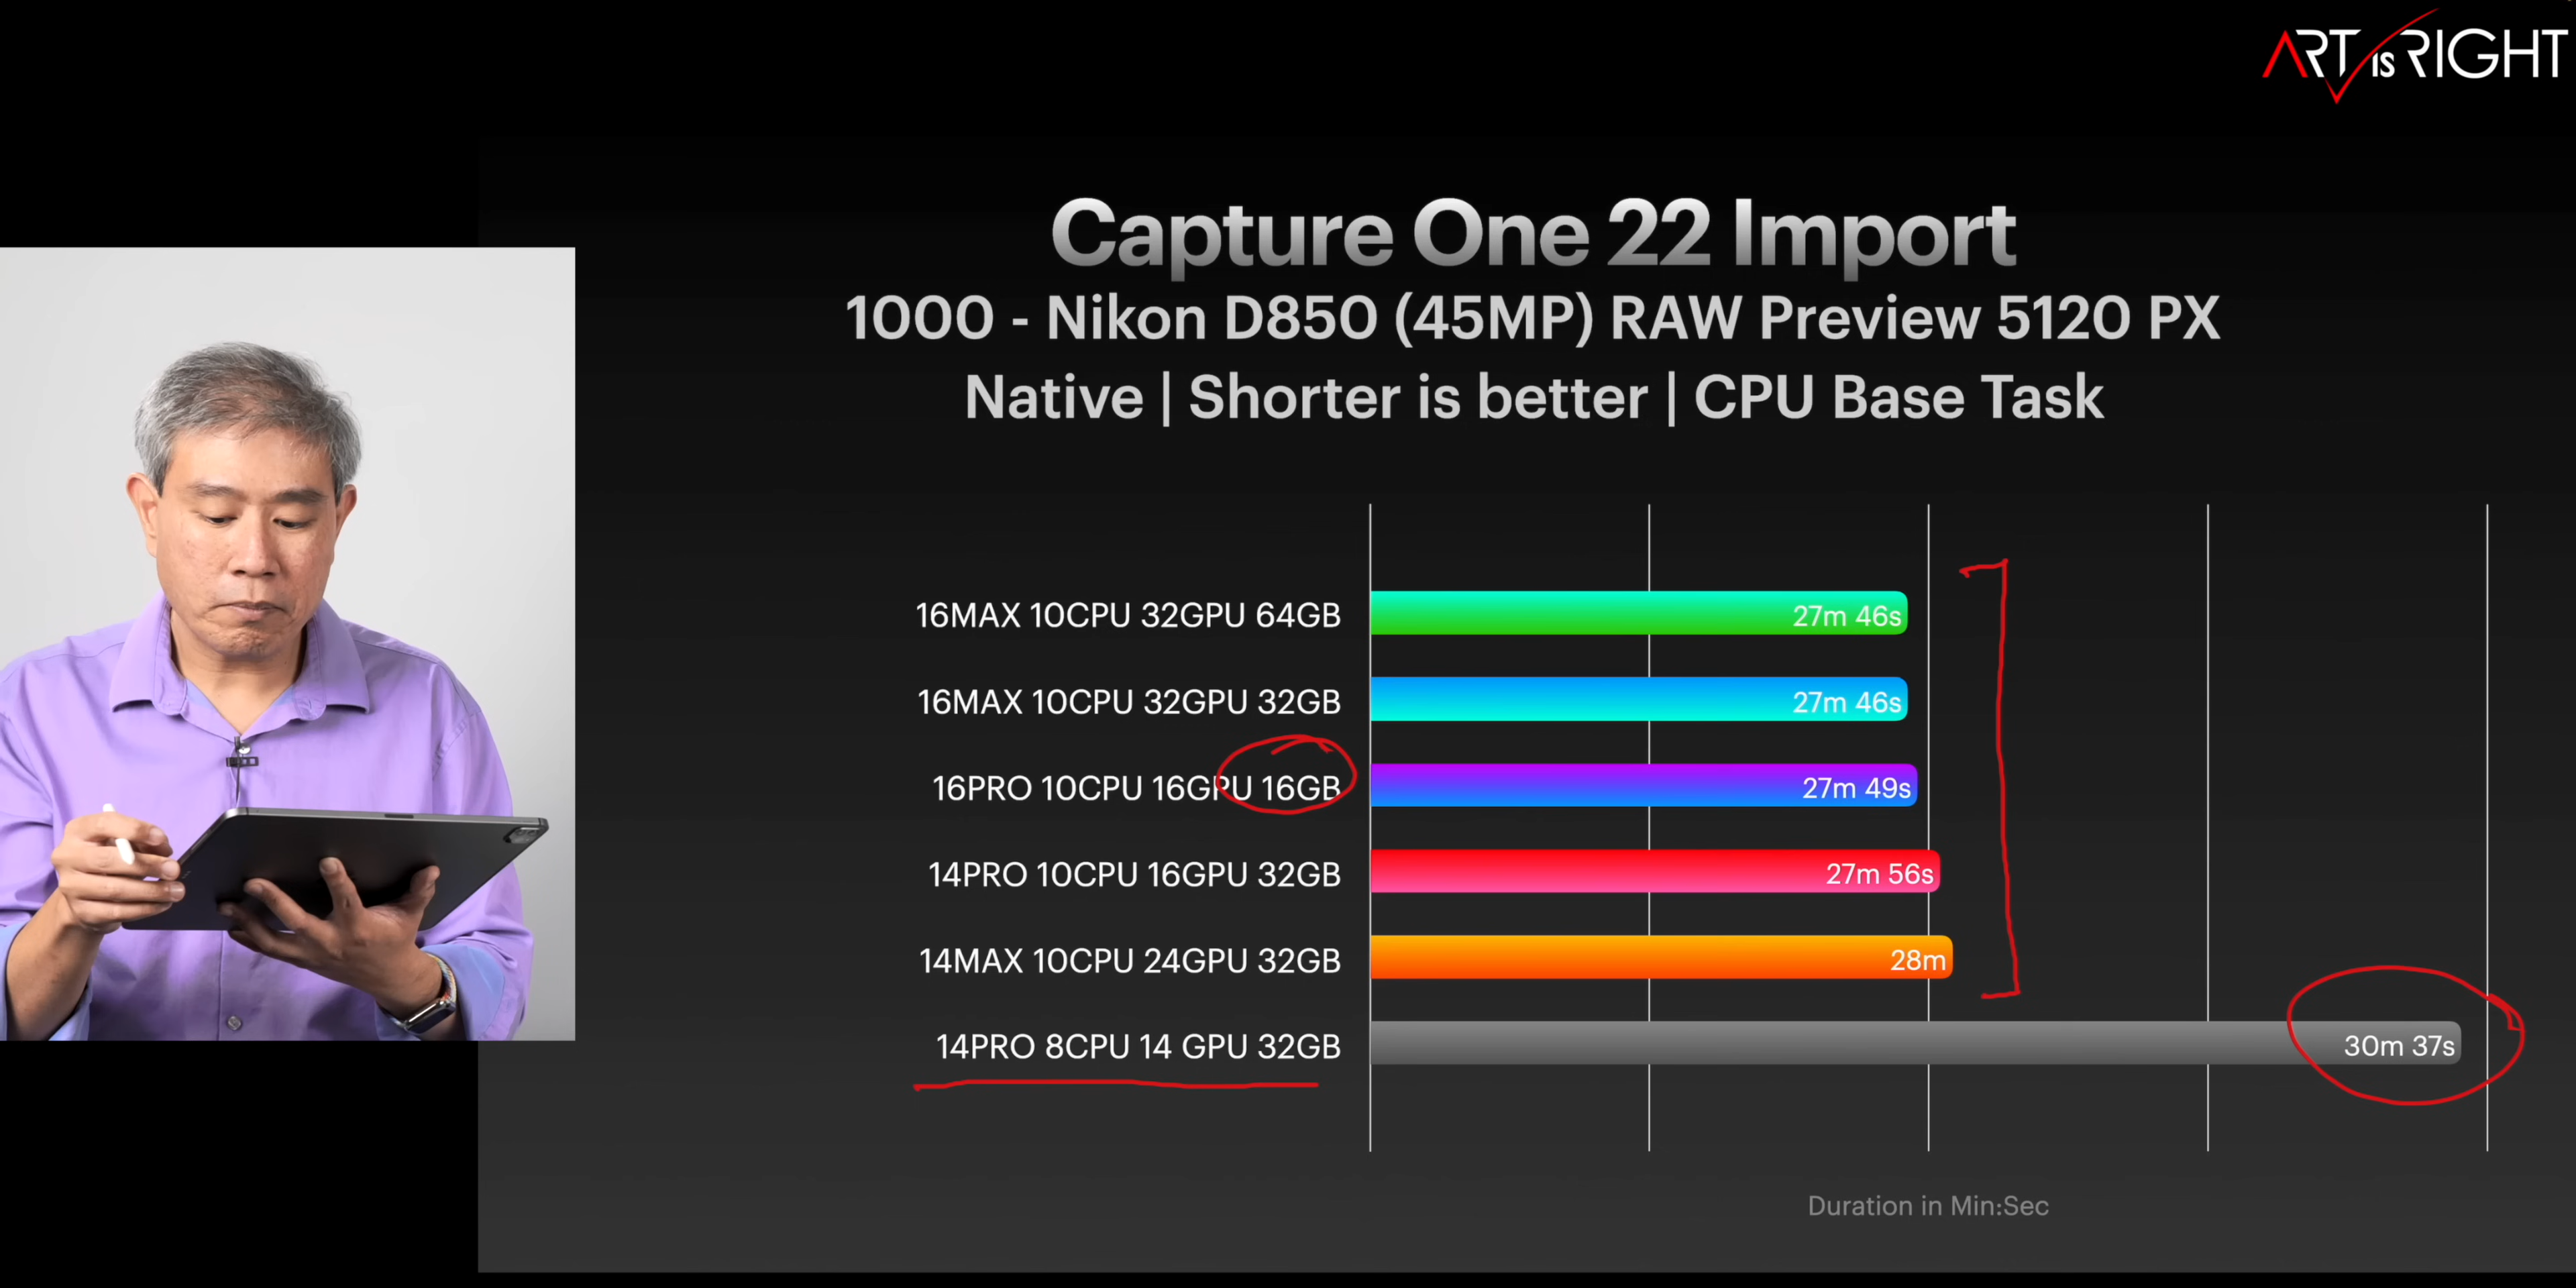 ART is RIGHT
Capture One 22 Import
1000 - Nikon D850 (45MP) RAW Preview 5120 PX
Native | Shorter is better | CPU Base Task
16MAX 10CPU 32GPU 64GB 27m 46s
16MAX 10CPU 32GPU 32GB 27m 46s
16PRO 10CPU 16GPU 16GB 27m 49s
14PRO 10CPU 16GPU 32GB 27m 56s
14MAX 10CPU 24GPU 32GB 28m
14PRO 8CPU 14 GPU 32GB 30m 37s
Duration in Min:Sec